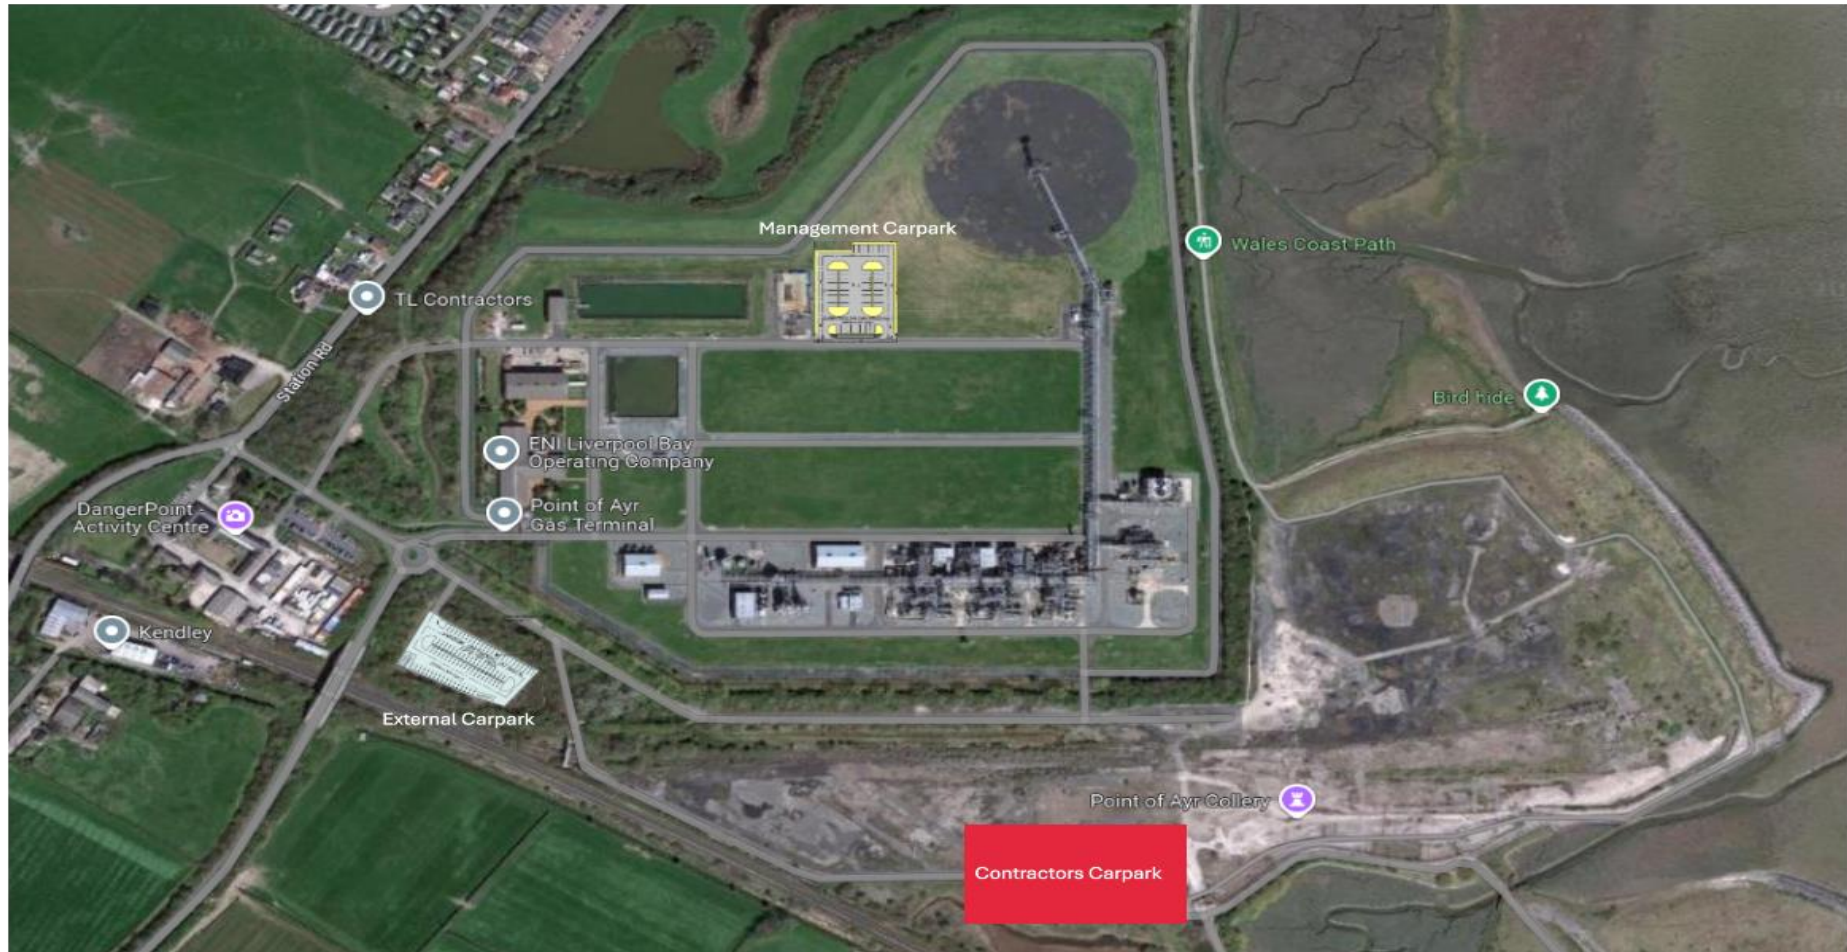 Management Carpark
Wales Coast Path
TL Contractors
Station Rd
Bird hide
ENI Liverpool Bay
Operating Company
DangerPoint -
Activity Centre
Point of Ayr
Gas Terminal
Kendley
External Carpark
Point of Ayr Collery
Contractors Carpark